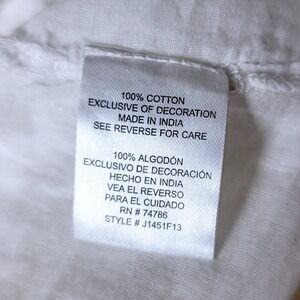 100% COTTON
EXCLUSIVE OF DECORATION
MADE IN INDIA
SEE REVERSE FOR CARE
100% ALGODÓN
EXCLUSIVO DE DECORACIÓN
HECHO EN INDIA
VEA EL REVERSO
PARA EL CUIDADO
RN # 74786
STYLE # J1451F13